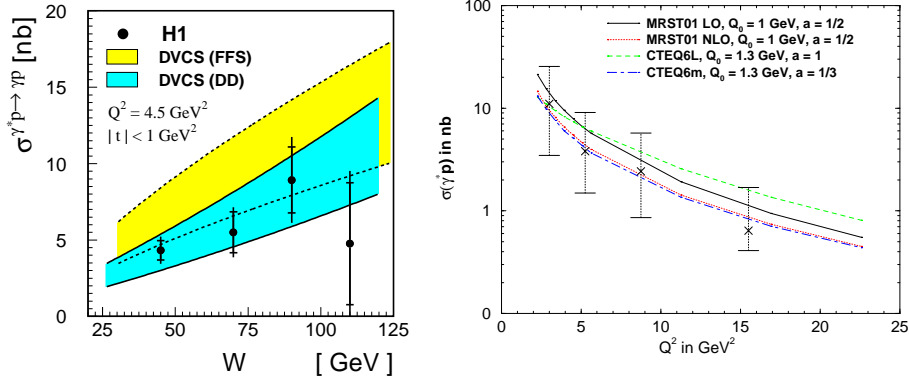 σ^{γ* p → γp} [nb]
20
15
10
5
0
H1
DVCS (FFS)
DVCS (DD)
Q² = 4.5 GeV²
| t | < 1 GeV²
25 50 75 100 125
W [ GeV ]
MRST01 LO, Q₀ = 1 GeV, a = 1/2
MRST01 NLO, Q₀ = 1 GeV, a = 1/2
CTEQ6L, Q₀ = 1.3 GeV, a = 1
CTEQ6m, Q₀ = 1.3 GeV, a = 1/3
σ(γ*p) in nb
100
10
1
0.1
0 5 10 15 20 25
Q² in GeV²